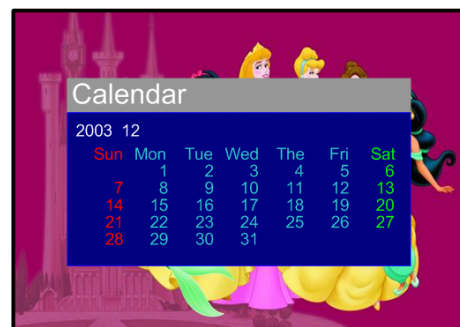 Calendar
2003 12
Sun Mon Tue Wed The Fri Sat
1 2 3 4 5 6
7 8 9 10 11 12 13
14 15 16 17 18 19 20
21 22 23 24 25 26 27
28 29 30 31